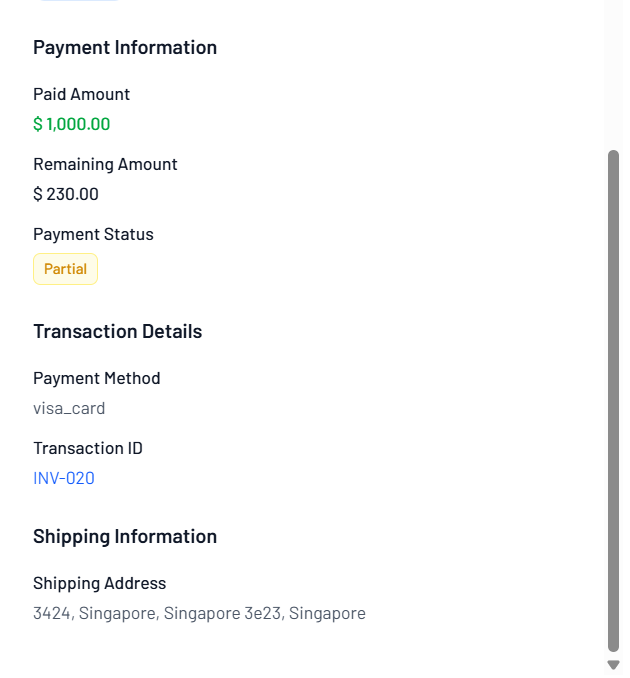 Payment Information
Paid Amount
$ 1,000.00
Remaining Amount
$ 230.00
Payment Status
Partial
Transaction Details
Payment Method
visa_card
Transaction ID
INV-020
Shipping Information
Shipping Address
3424, Singapore, Singapore 3e23, Singapore